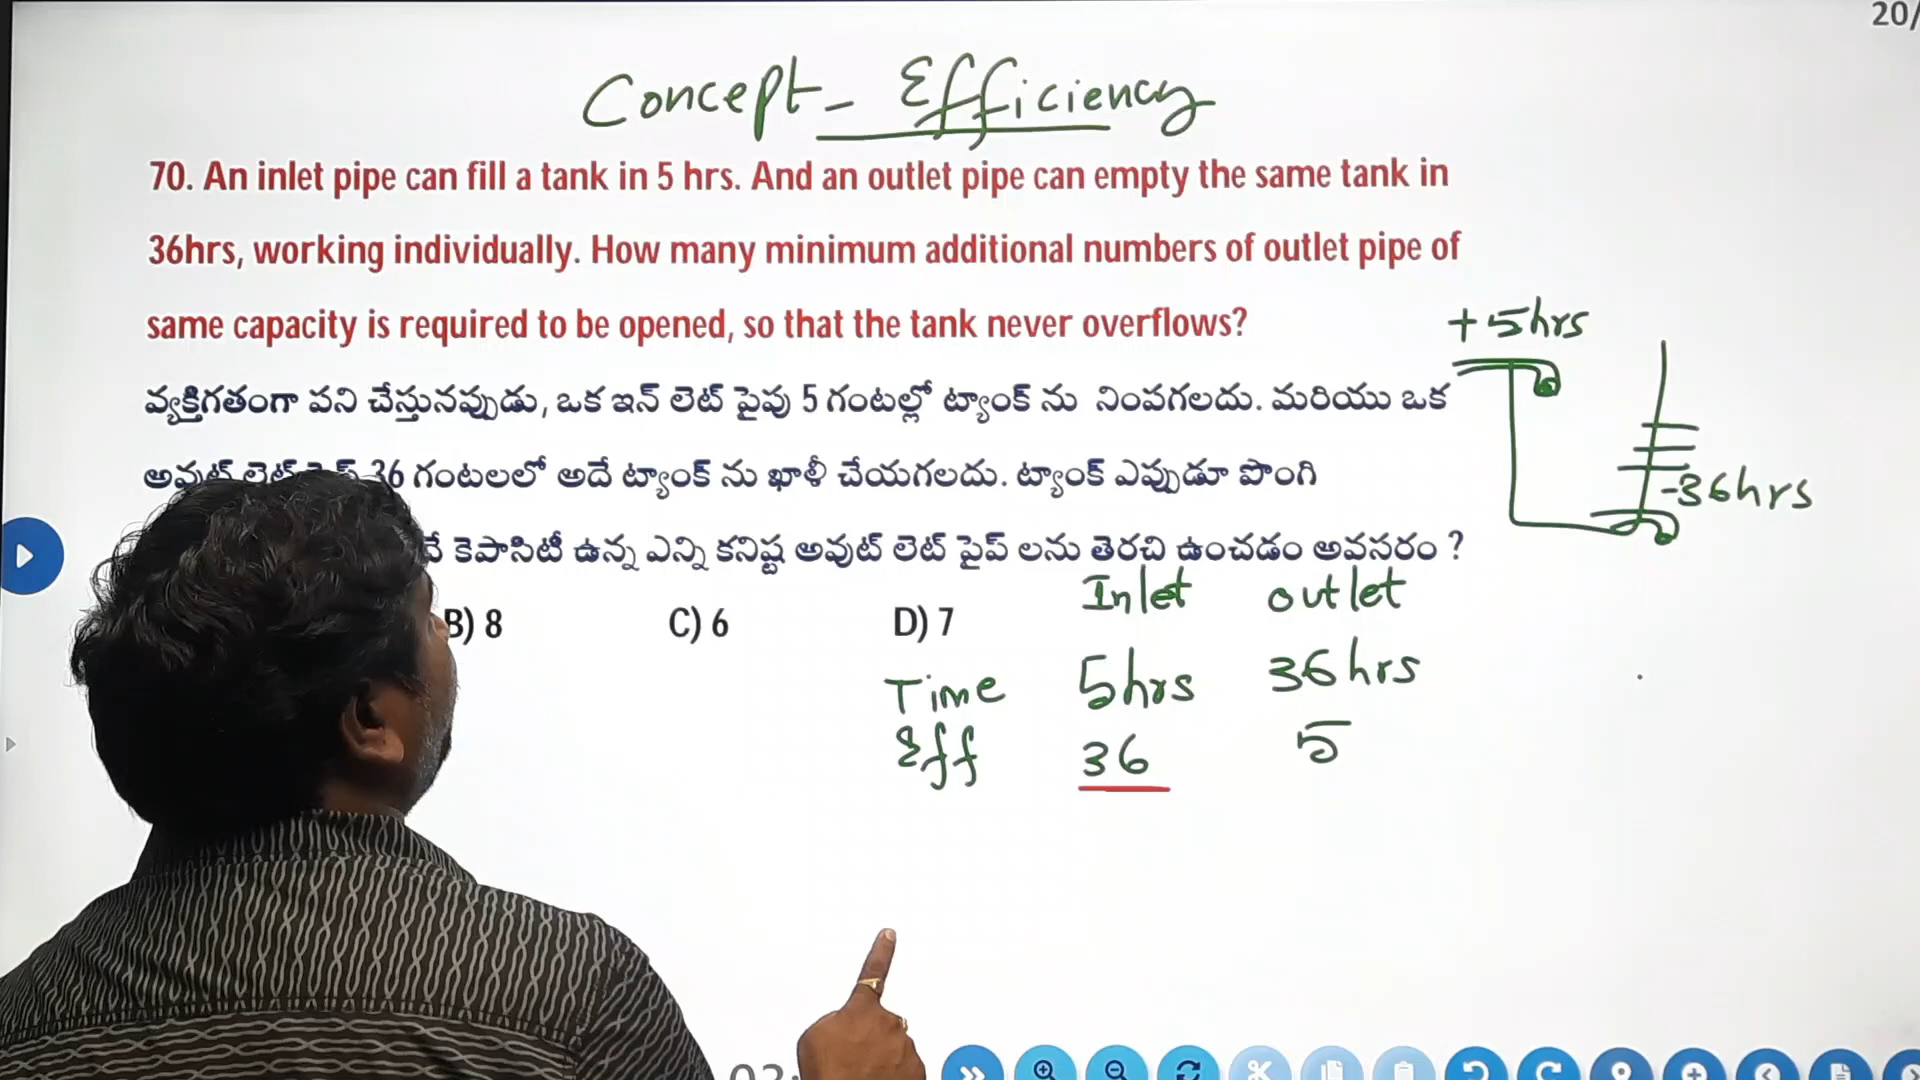 20/
Concept- Efficiency
70. An inlet pipe can fill a tank in 5 hrs. And an outlet pipe can empty the same tank in
36hrs, working individually. How many minimum additional numbers of outlet pipe of
same capacity is required to be opened, so that the tank never overflows?
+5hrs
వ్యక్తిగతంగా పని చేస్తునప్పుడు, ఒక ఇన్ లెట్ పైపు 5 గంటల్లో ట్యాంక్ ను నింపగలదు. మరియు ఒక
అవుట్ లెట్ 36 గంటలలో అదే ట్యాంక్ ను ఖాళీ చేయగలదు. ట్యాంక్ ఎప్పుడూ పొంగి
-36hrs
కెపాసిటీ ఉన్న ఎన్ని కనిష్ట అవుట్ లెట్ పైప్ లను తెరచి ఉంచడం అవసరం ?
Inlet outlet
B) 8 C) 6 D) 7
Time 5hrs 36hrs
Eff 36 5